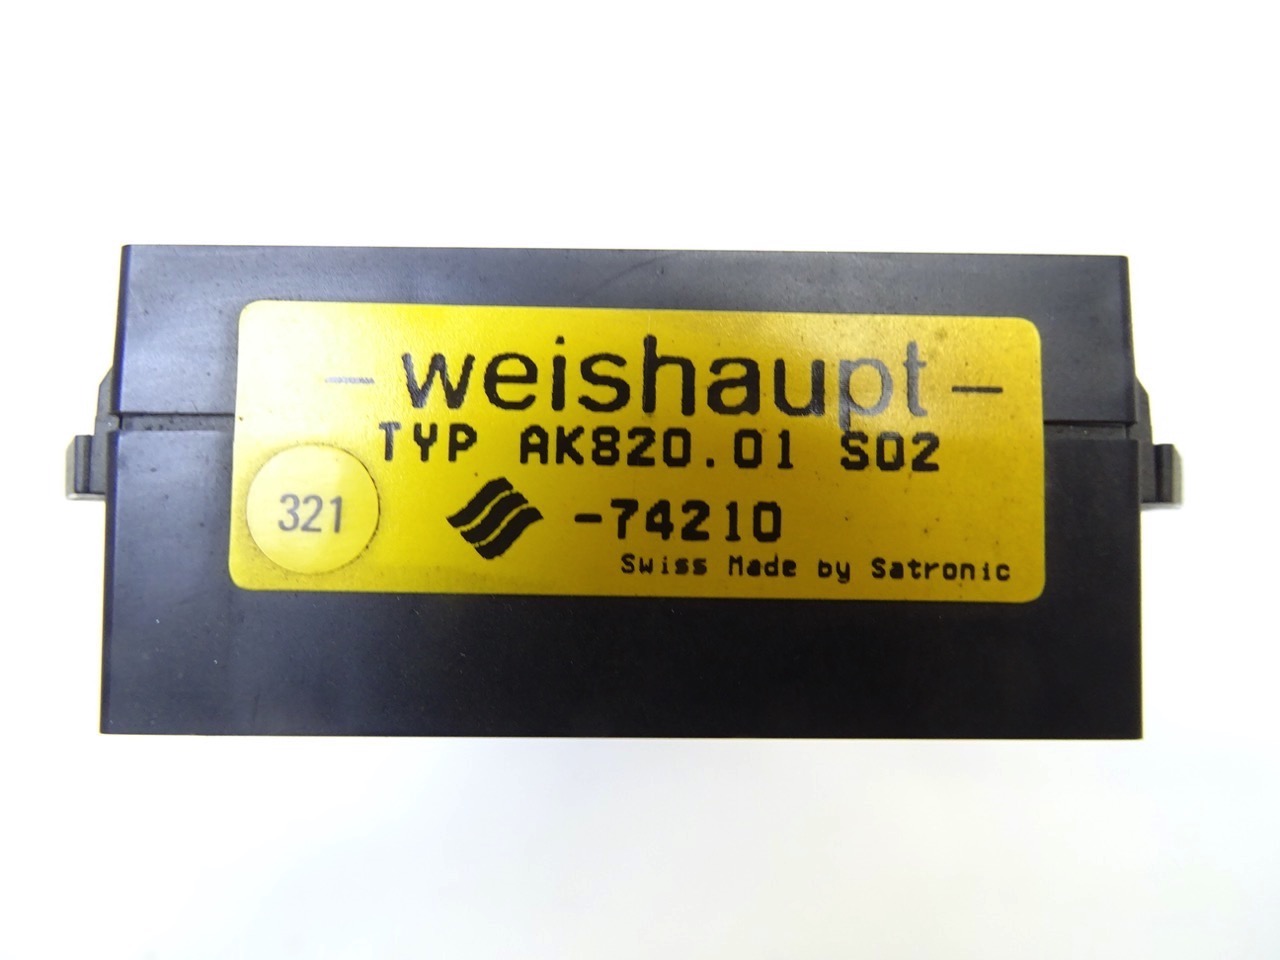 -weishaupt-
TYP AK820.01 S02
321
-74210
Swiss Made by Satronic